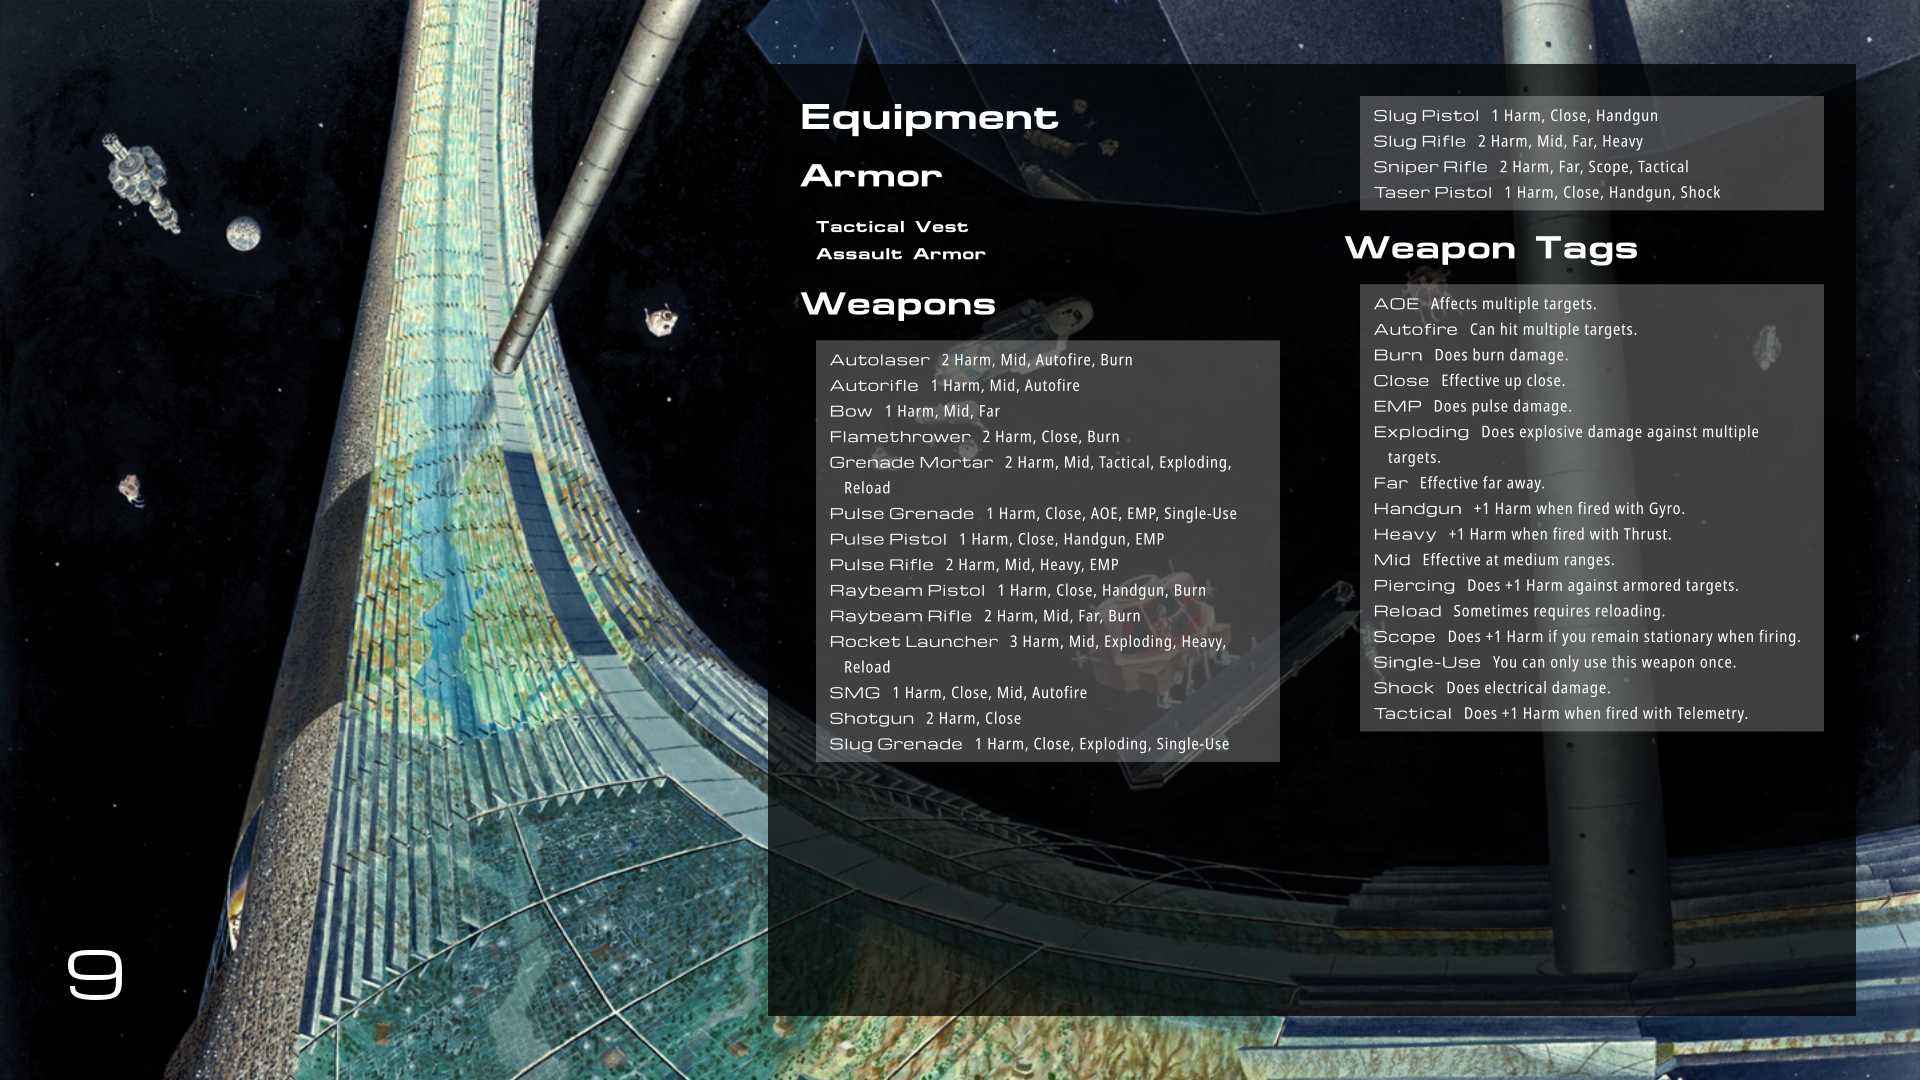 Equipment
Armor
Tactical Vest
Assault Armor
Weapons
Autolaser 2 Harm, Mid, Autofire, Burn
Autorifle 1 Harm, Mid, Autofire
Bow 1 Harm, Mid, Far
Flamethrower 2 Harm, Close, Burn
Grenade Mortar 2 Harm, Mid, Tactical, Exploding,
Reload
Pulse Grenade 1 Harm, Close, AOE, EMP, Single-Use
Pulse Pistol 1 Harm, Close, Handgun, EMP
Pulse Rifle 2 Harm, Mid, Heavy, EMP
Raybeam Pistol 1 Harm, Close, Handgun, Burn
Raybeam Rifle 2 Harm, Mid, Far, Burn
Rocket Launcher 3 Harm, Mid, Exploding, Heavy,
Reload
SMG 1 Harm, Close, Mid, Autofire
Shotgun 2 Harm, Close
Slug Grenade 1 Harm, Close, Exploding, Single-Use
Slug Pistol 1 Harm, Close, Handgun
Slug Rifle 2 Harm, Mid, Far, Heavy
Sniper Rifle 2 Harm, Far, Scope, Tactical
Taser Pistol 1 Harm, Close, Handgun, Shock
Weapon Tags
AOE Affects multiple targets.
Autofire Can hit multiple targets.
Burn Does burn damage.
Close Effective up close.
EMP Does pulse damage.
Exploding Does explosive damage against multiple
targets.
Far Effective far away.
Handgun +1 Harm when fired with Gyro.
Heavy +1 Harm when fired with Thrust.
Mid Effective at medium ranges.
Piercing Does +1 Harm against armored targets.
Reload Sometimes requires reloading.
Scope Does +1 Harm if you remain stationary when firing.
Single-Use You can only use this weapon once.
Shock Does electrical damage.
Tactical Does +1 Harm when fired with Telemetry.
9